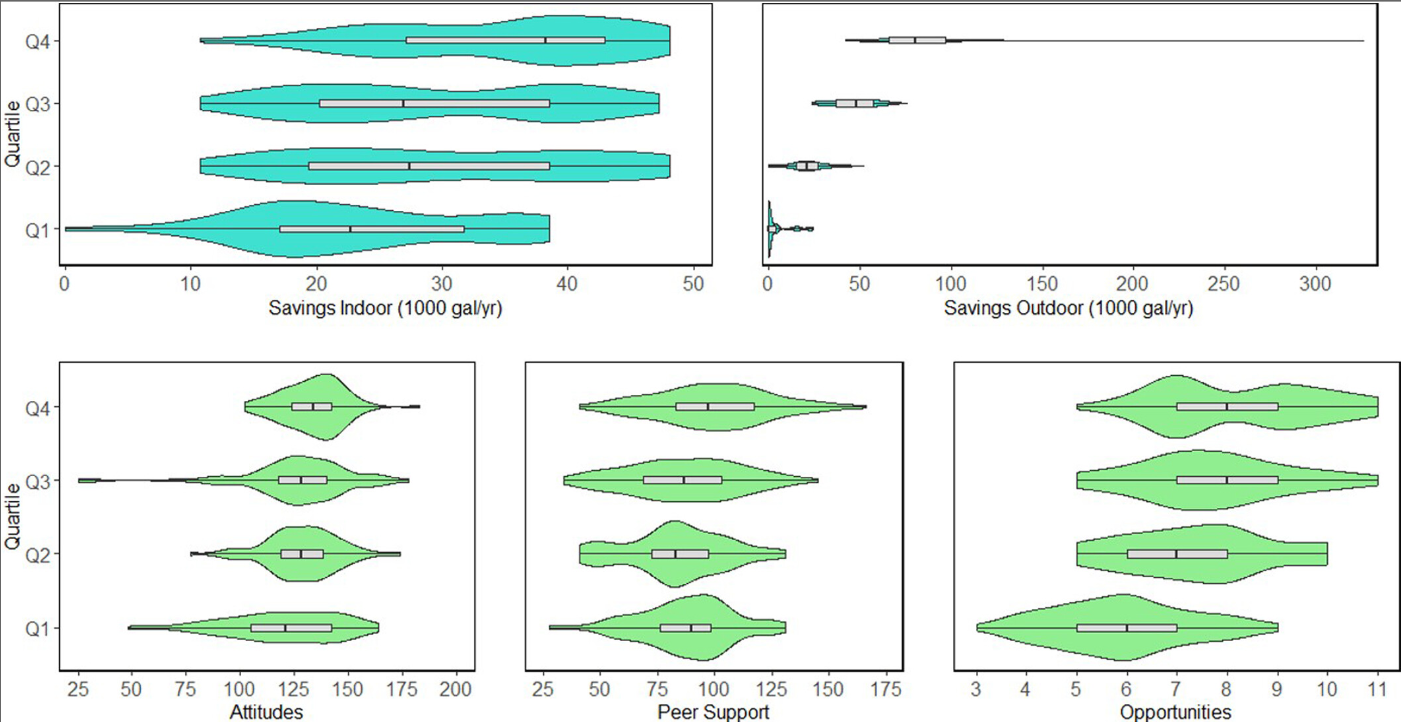 Quartile
Q4
Q3
Q2
Q1
0 10 20 30 40 50
Savings Indoor (1000 gal/yr)
0 50 100 150 200 250 300
Savings Outdoor (1000 gal/yr)
Quartile
Q4
Q3
Q2
Q1
25 50 75 100 125 150 175 200
Attitudes
25 50 75 100 125 150 175
Peer Support
3 4 5 6 7 8 9 10 11
Opportunities